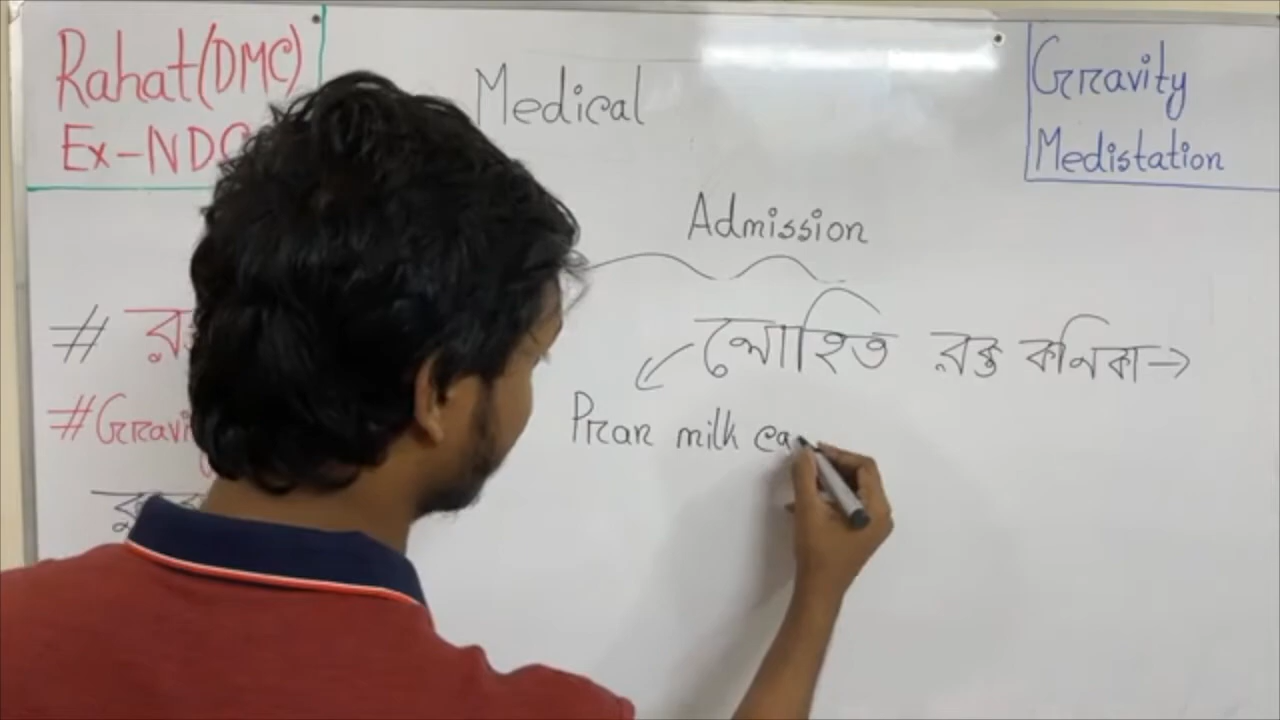 Rahat (DMC)
Ex-NDC
Medical
Admission
Gravity
Medistation
#
লোহিত রক্ত কনিকা →
#Gravi
Pran milk ca